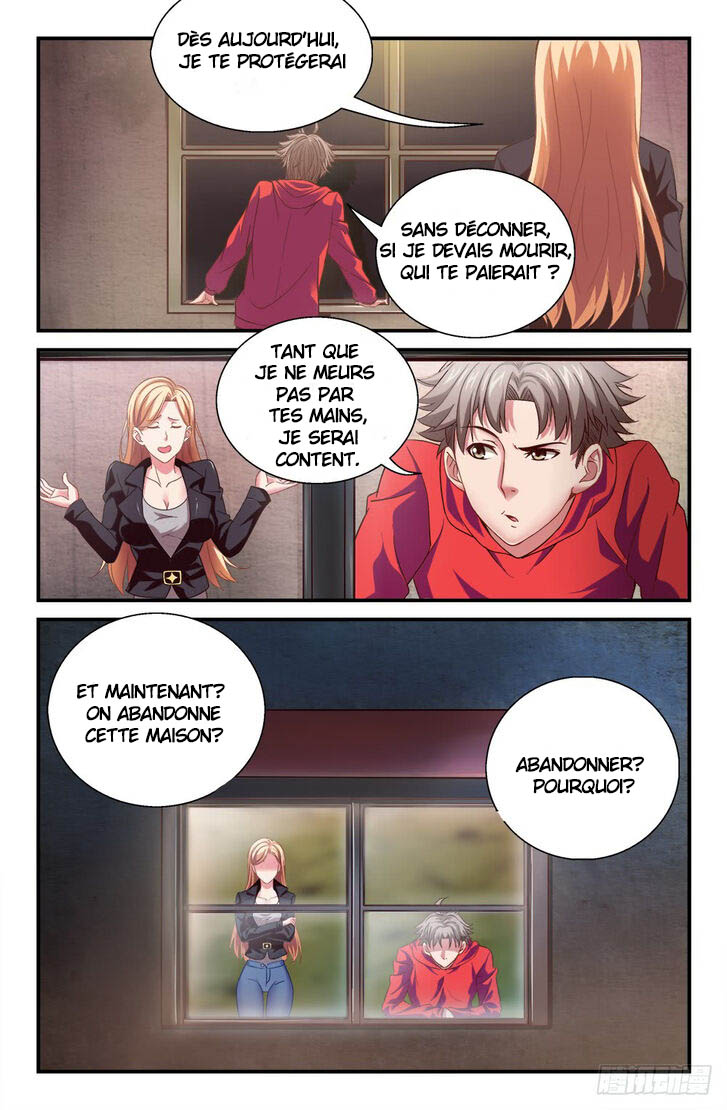 DÈS AUJOURD'HUI,
JE TE PROTÉGERAI
SANS DÉCONNER,
SI JE DEVAIS MOURIR,
QUI TE PAIERAIT ?
TANT QUE
JE NE MEURS
PAS PAR
TES MAINS,
JE SERAI
CONTENT.
ET MAINTENANT?
ON ABANDONNE
CETTE MAISON?
ABANDONNER?
POURQUOI?